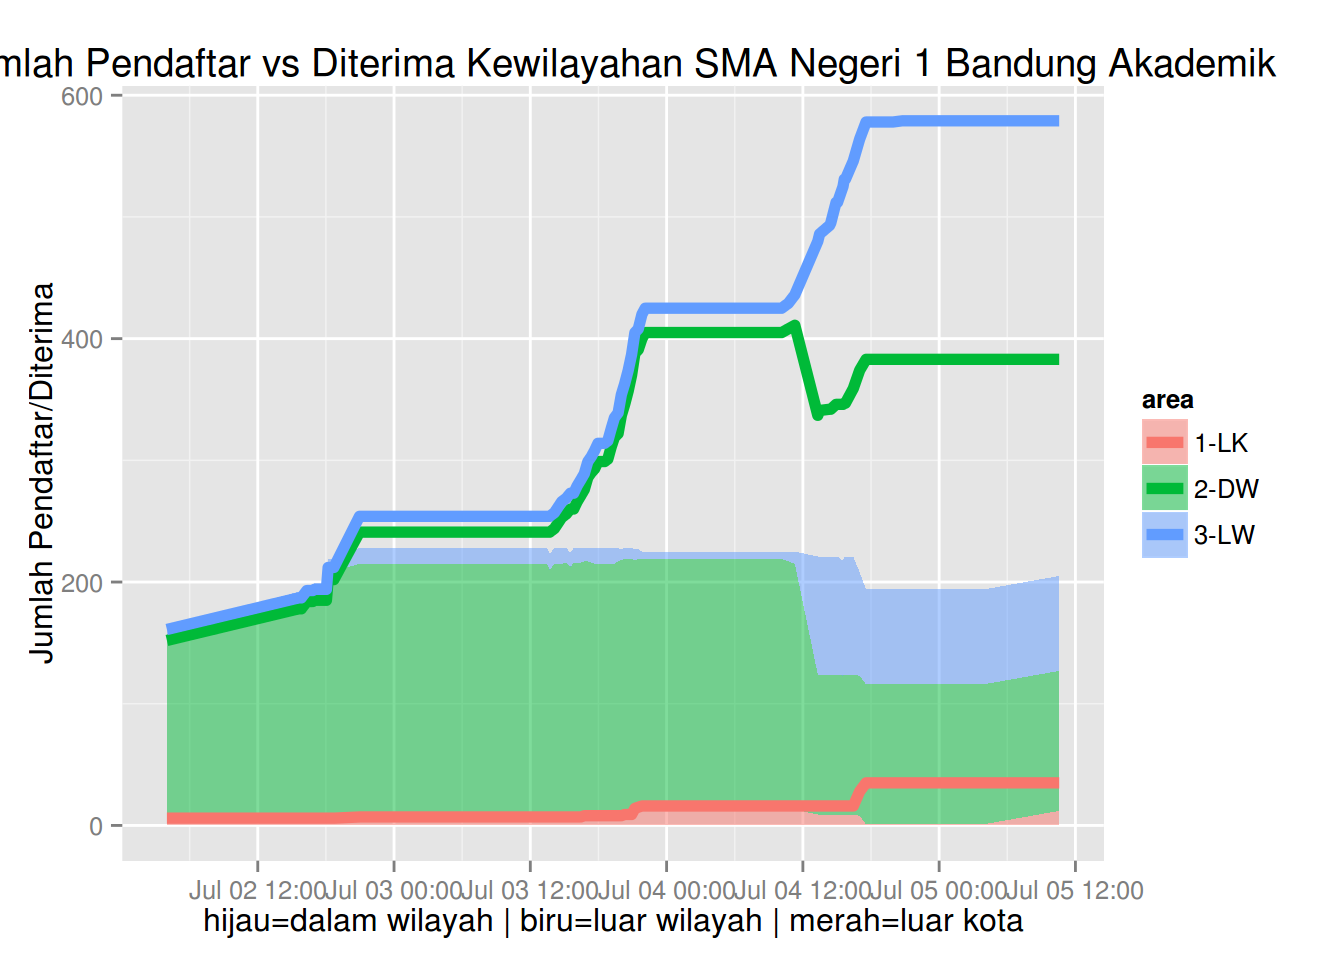 mlah Pendaftar vs Diterima Kewilayahan SMA Negeri 1 Bandung Akademik
600
400
200
0
Jumlah Pendaftar/Diterima
Jul 02 12:00
Jul 03 00:00
Jul 03 12:00
Jul 04 00:00
Jul 04 12:00
Jul 05 00:00
Jul 05 12:00
hijau=dalam wilayah | biru=luar wilayah | merah=luar kota
area
1-LK
2-DW
3-LW